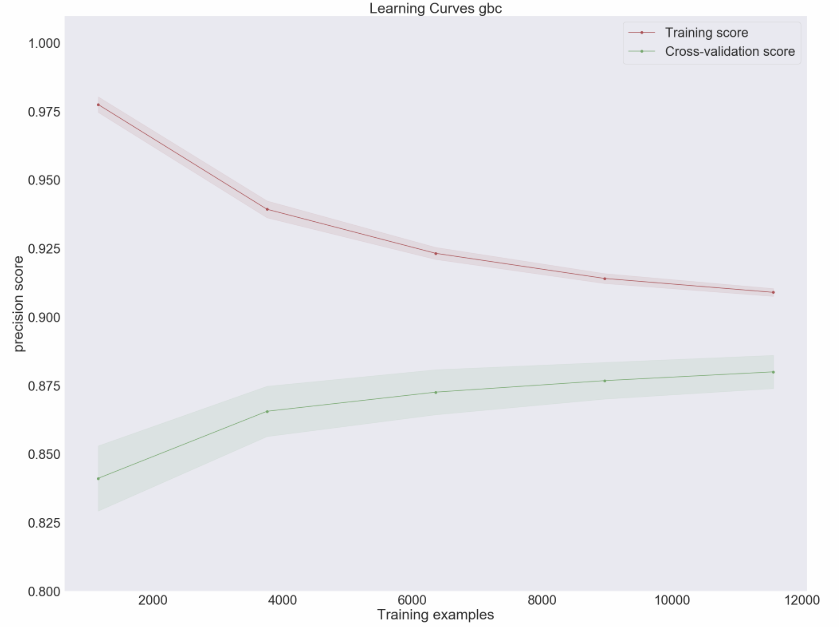 Learning Curves gbc
Training score
Cross-validation score
1.000
0.975
0.950
0.925
0.900
0.875
0.850
0.825
0.800
precision score
2000 4000 6000 8000 10000 12000
Training examples